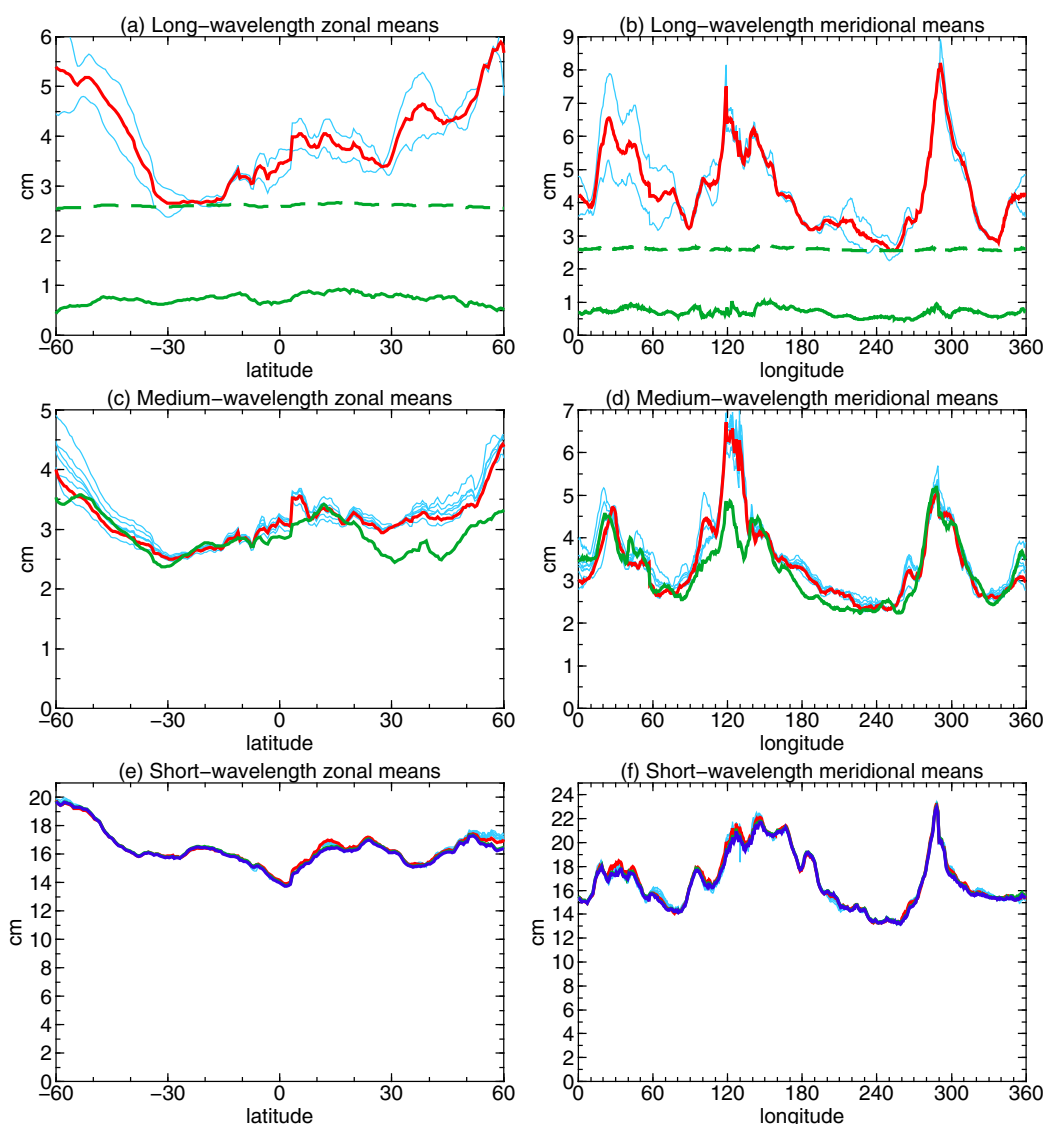 (a) Long−wavelength zonal means
6
5
4
3
2
1
0
cm
−60 −30 0 30 60
latitude
(b) Long−wavelength meridional means
9
8
7
6
5
4
3
2
1
0
cm
0 60 120 180 240 300 360
longitude
(c) Medium−wavelength zonal means
5
4
3
2
1
0
cm
−60 −30 0 30 60
latitude
(d) Medium−wavelength meridional means
7
6
5
4
3
2
1
0
cm
0 60 120 180 240 300 360
longitude
(e) Short−wavelength zonal means
20
18
16
14
12
10
8
6
4
2
0
cm
−60 −30 0 30 60
latitude
(f) Short−wavelength meridional means
24
22
20
18
16
14
12
10
8
6
4
2
0
cm
0 60 120 180 240 300 360
longitude